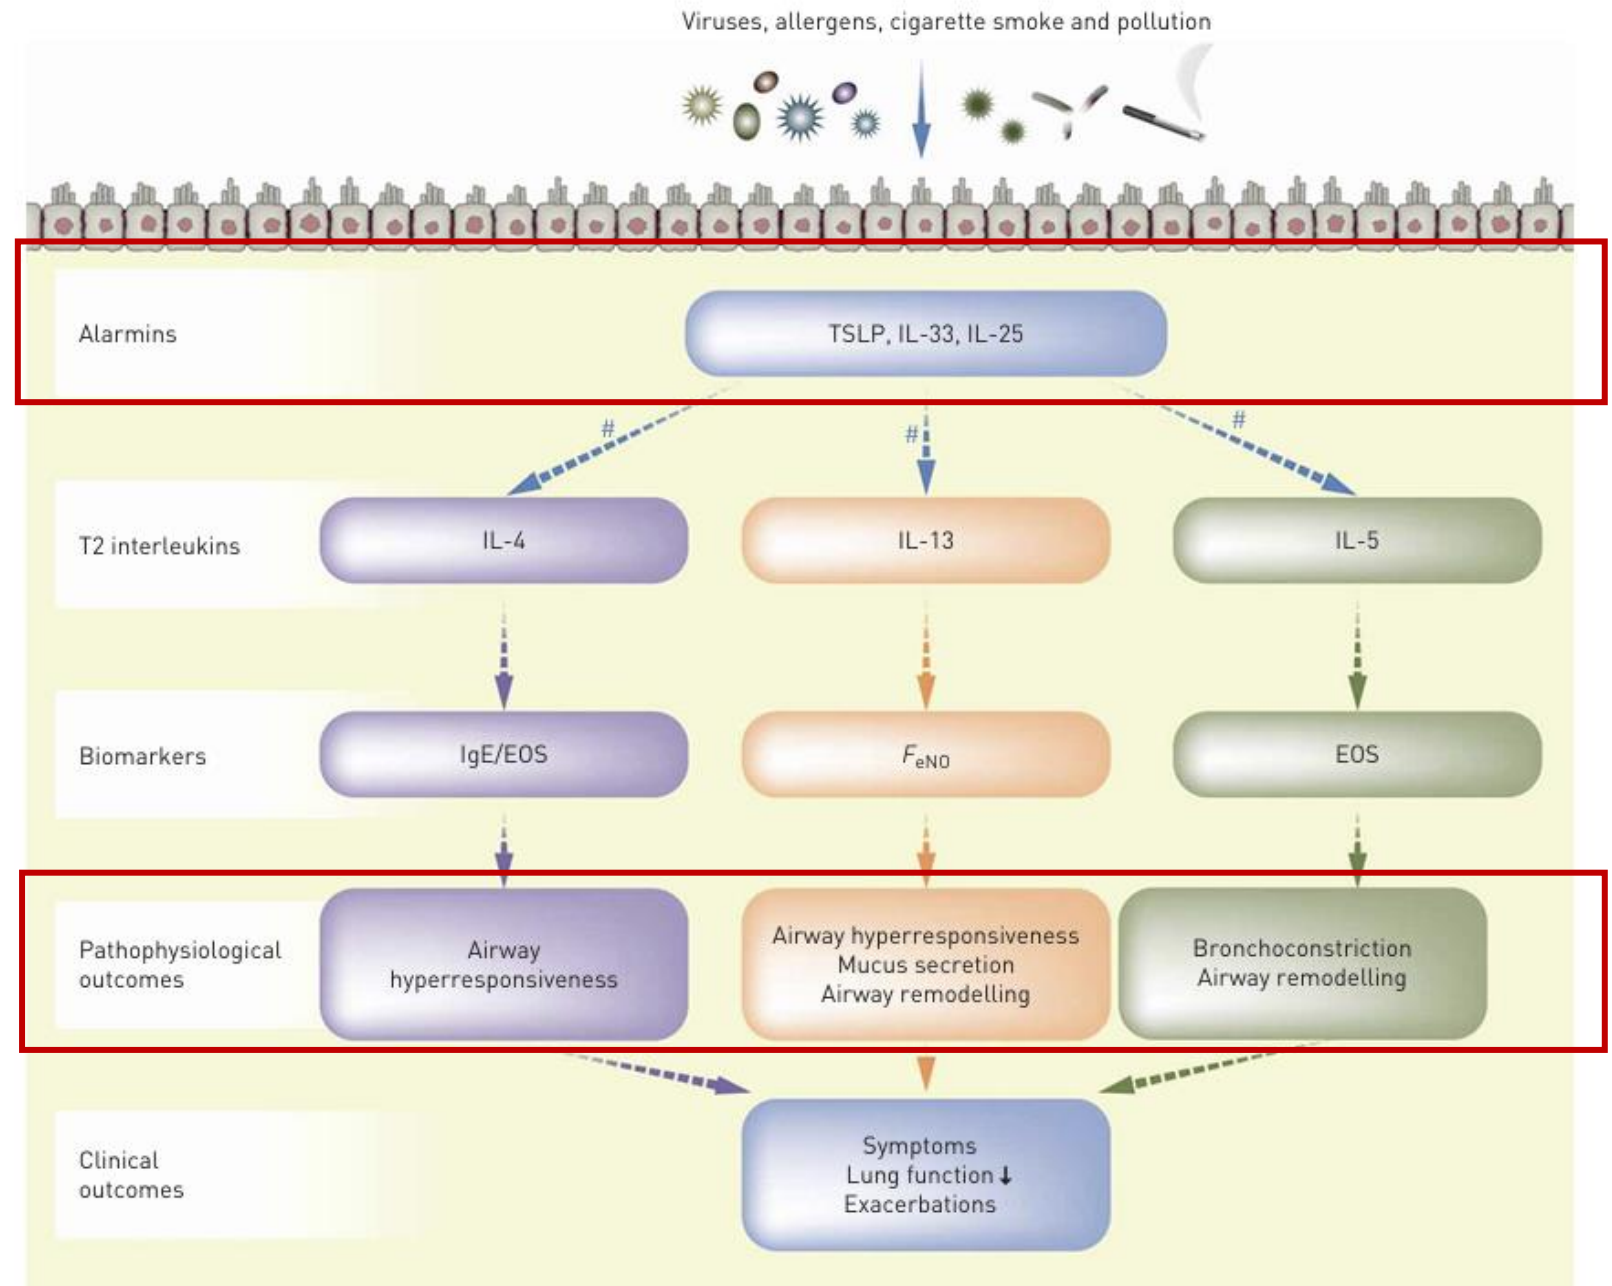 Viruses, allergens, cigarette smoke and pollution
Alarmins
TSLP, IL-33, IL-25
#
#
#
T2 interleukins
IL-4
IL-13
IL-5
Biomarkers
IgE/EOS
FeNO
EOS
Pathophysiological
outcomes
Airway
hyperresponsiveness
Airway hyperresponsiveness
Mucus secretion
Airway remodelling
Bronchoconstriction
Airway remodelling
Clinical
outcomes
Symptoms
Lung function ↓
Exacerbations